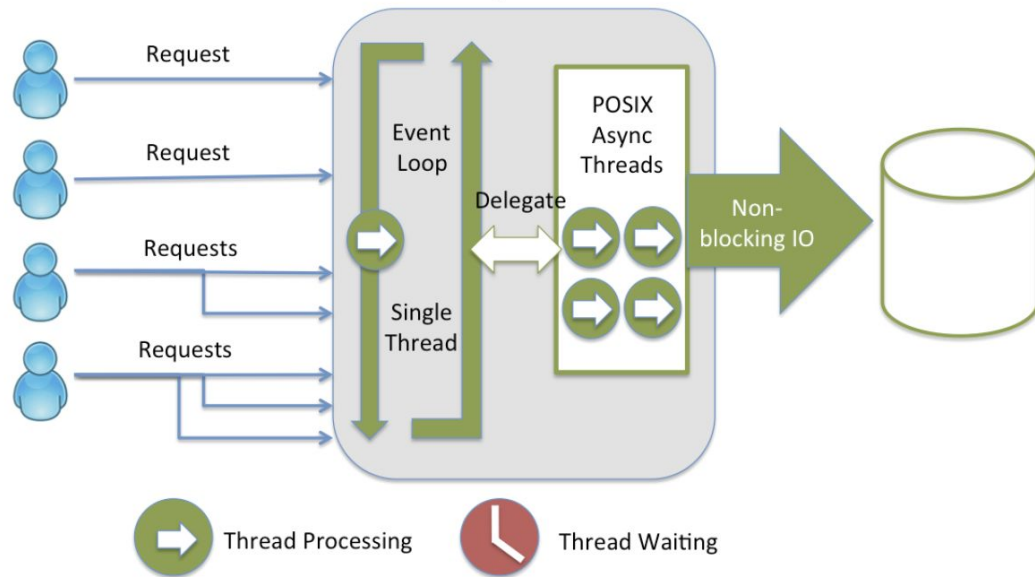 Request
Request
Requests
Requests
Event
Loop
Single
Thread
Delegate
POSIX
Async
Threads
Non-
blocking IO
Thread Processing
Thread Waiting